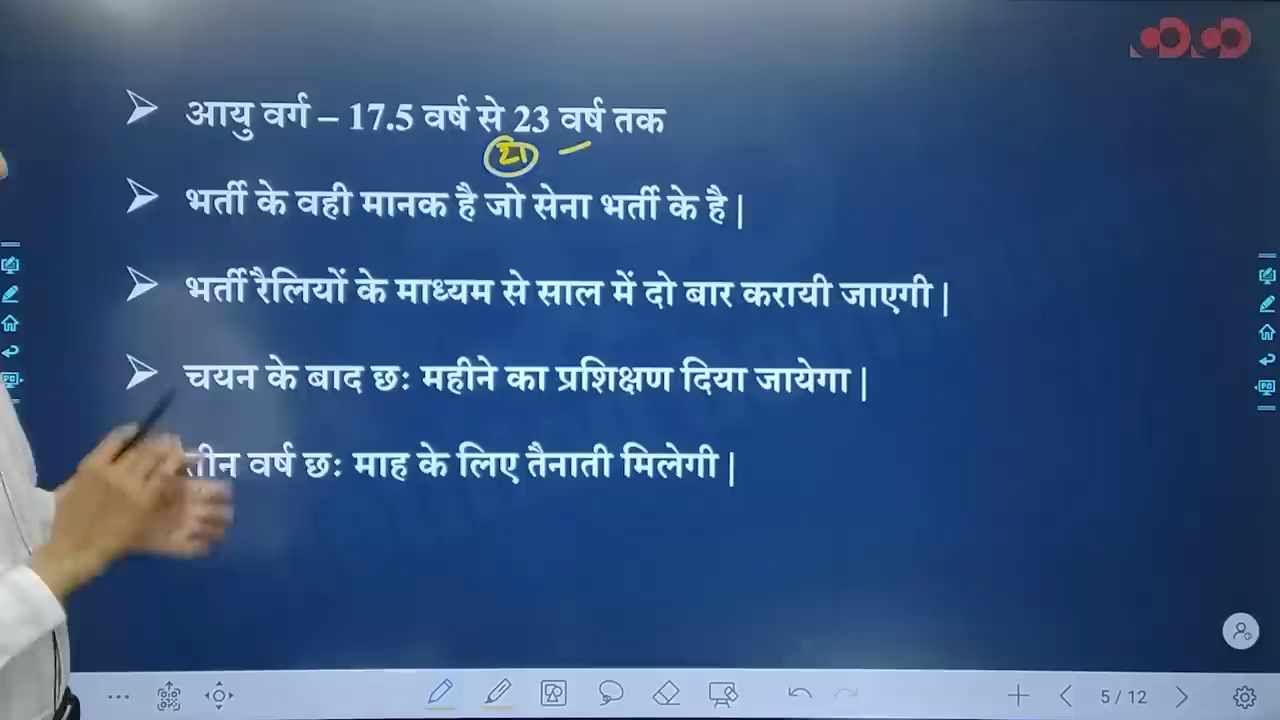 आयु वर्ग – 17.5 वर्ष से 23 वर्ष तक
21
भर्ती के वही मानक है जो सेना भर्ती के है |
भर्ती रैलियों के माध्यम से साल में दो बार करायी जाएगी |
चयन के बाद छः महीने का प्रशिक्षण दिया जायेगा |
तीन वर्ष छः माह के लिए तैनाती मिलेगी |
5 / 12